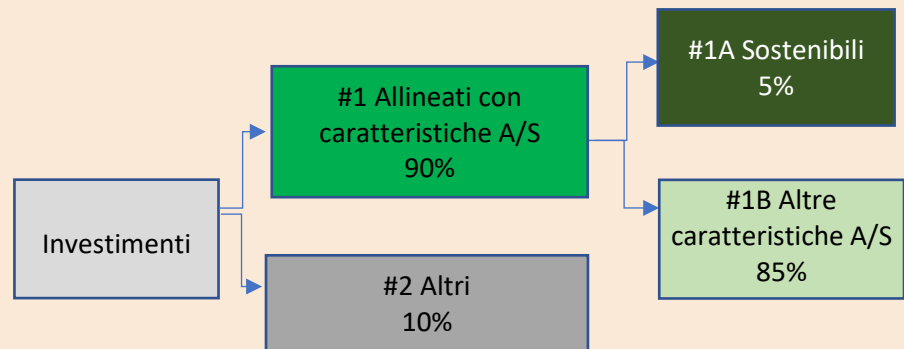 Investimenti
#1 Allineati con
caratteristiche A/S
90%
#2 Altri
10%
#1A Sostenibili
5%
#1B Altre
caratteristiche A/S
85%